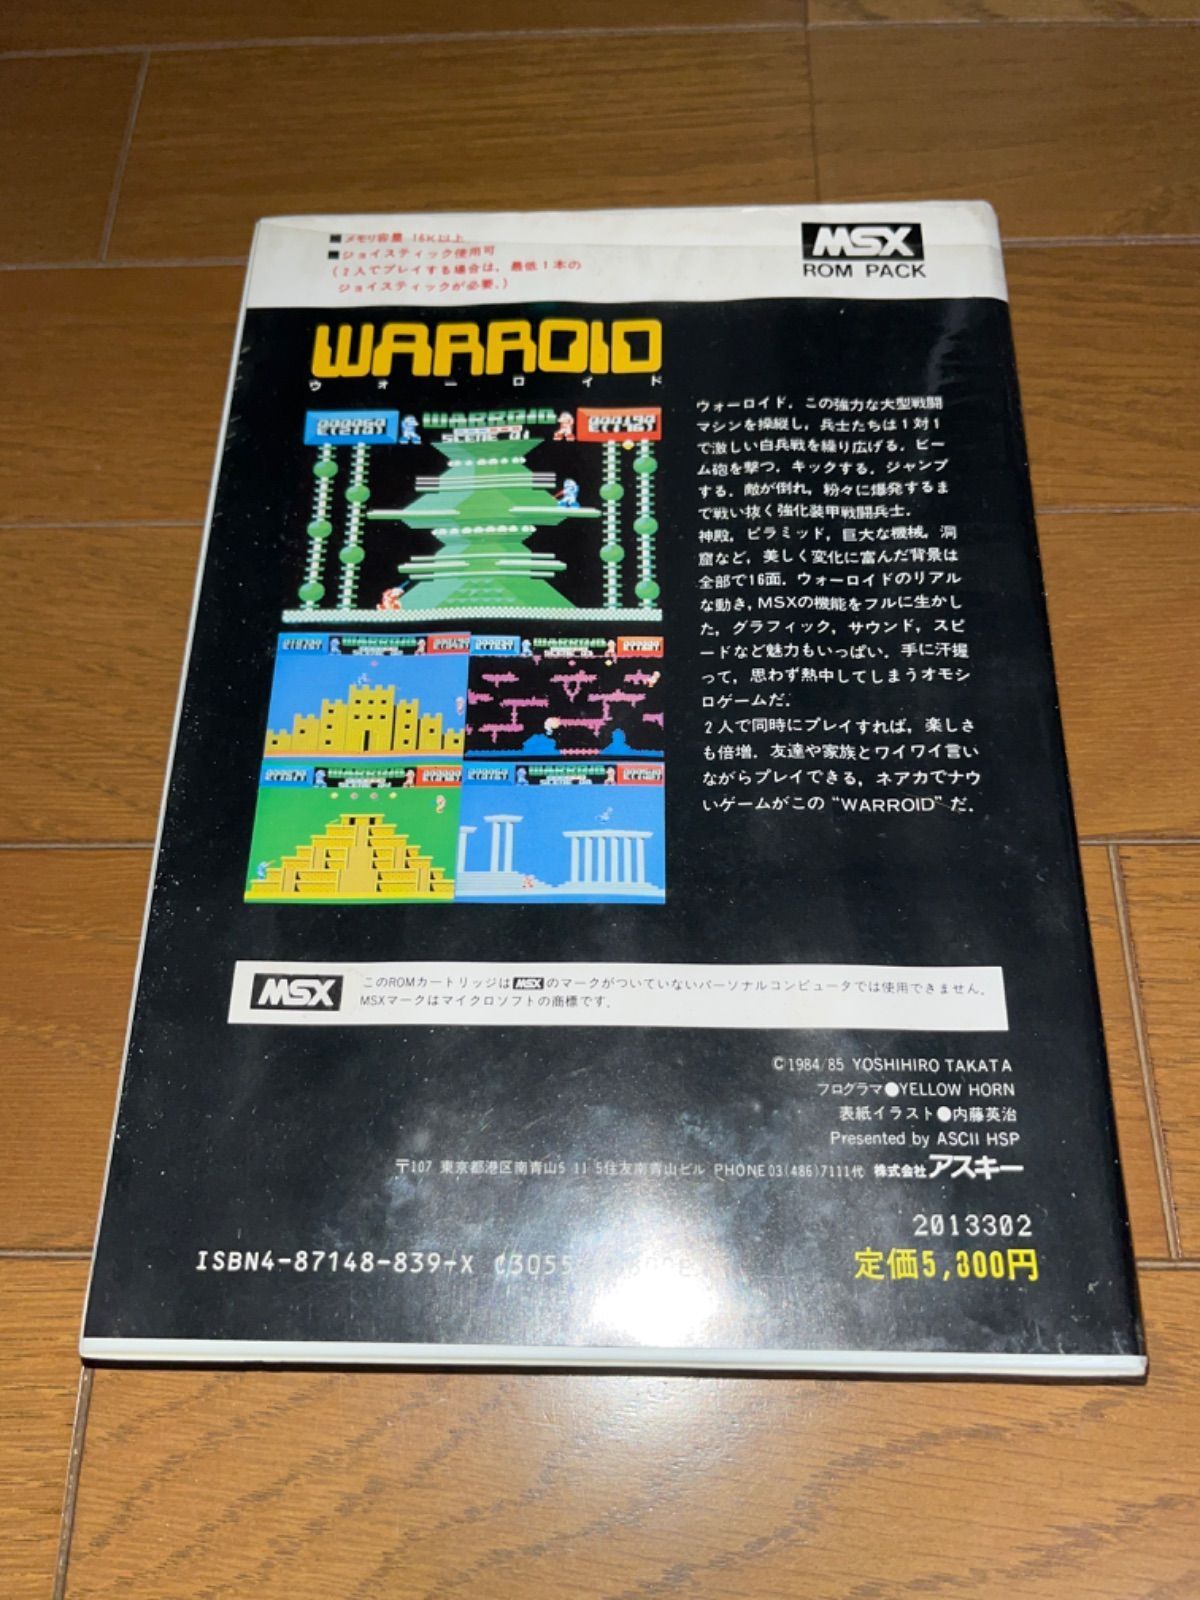 ■メモリ容量 16K以上
■ジョイスティック使用可
(2人でプレイする場合は，最低1本の
ジョイスティックが必要．)
MSX
ROM PACK
WARROID
ウォーロイド
WARROID
SCENE 01
WARROID
WARROID
WARROID
WARROID
ウォーロイド，この強力な大型戦闘
マシンを操縦し，兵士たちは1対1
で激しい白兵戦を繰り広げる．ビー
ム砲を撃つ，キックする，ジャンプ
する．敵が倒れ，粉々に爆発するま
で戦い抜く強化装甲戦闘兵士．
神殿，ピラミッド，巨大な機械，洞
窟など，美しく変化に富んだ背景は
全部で16面．ウォーロイドのリアル
な動き，MSXの機能をフルに生かし
た，グラフィック，サウンド，スピ
ードなど魅力もいっぱい．手に汗握
って，思わず熱中してしまうオモシ
ロゲームだ．
2人で同時にプレイすれば，楽しさ
も倍増．友達や家族とワイワイ言い
ながらプレイできる，ネアカでナウ
いゲームがこの“WARROID”だ．
MSX
このROMカートリッジはMSXのマークがついていないパーソナルコンピュータでは使用できません．
MSXマークはマイクロソフトの商標です．
©1984/85 YOSHIHIRO TAKATA
プログラマ●YELLOW HORN
表紙イラスト●内藤英治
Presented by ASCII HSP
〒107 東京都港区南青山5-11-5住友南青山ビル PHONE 03(486)7111代 株式会社アスキー
2013302
ISBN4-87148-839-X C3055
定価5,300円